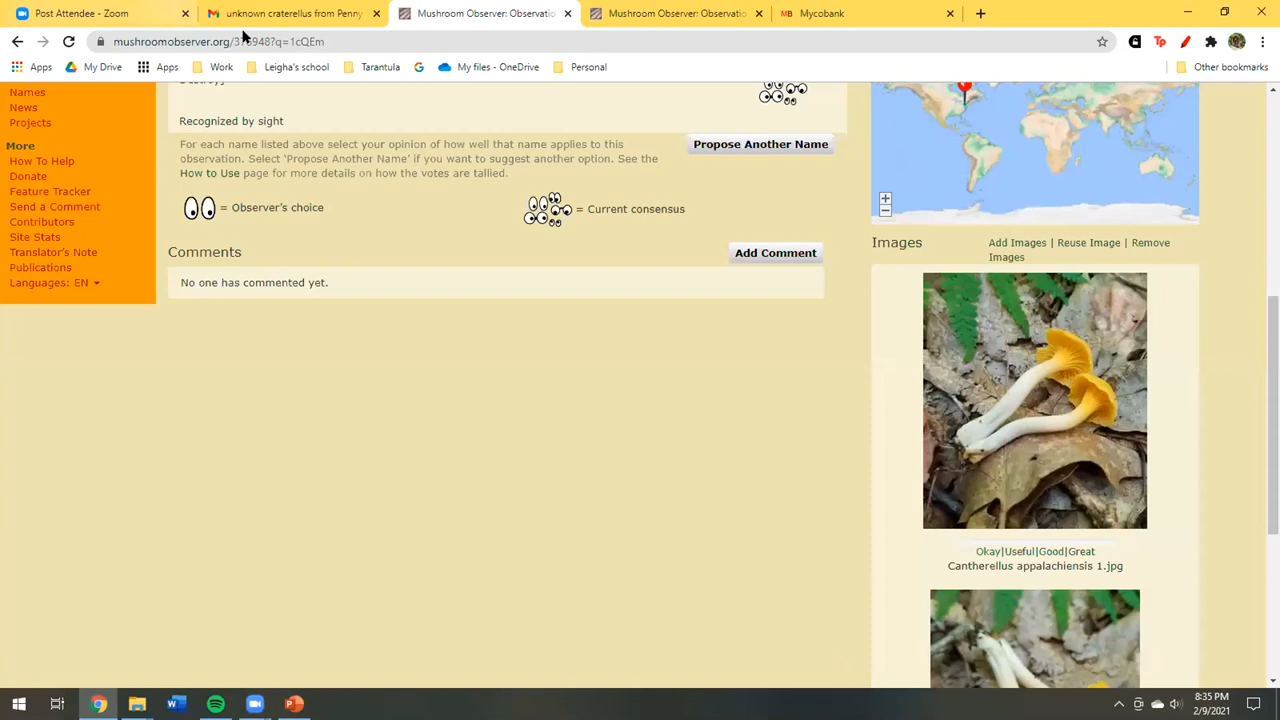 Post Attendee - Zoom
unknown craterellus from Penny
Mushroom Observer: Observatio
Mushroom Observer: Observatio
MB Mycobank
Apps
My Drive
Apps
Work
Leigha's school
Tarantula
My files - OneDrive
Personal
Other bookmarks
Names
News
Projects
More
How To Help
Donate
Feature Tracker
Send a Comment
Contributors
Site Stats
Translator's Note
Publications
Languages: EN
Recognized by sight
For each name listed above select your opinion of how well that name applies to this
observation. Select 'Propose Another Name' if you want to suggest another option. See the
How to Use page for more details on how the votes are tallied.
Propose Another Name
= Observer's choice
= Current consensus
Comments
Add Comment
No one has commented yet.
+
-
Images
Add Images | Reuse Image | Remove
Images
Okay|Useful|Good|Great
Cantherellus appalachiensis 1.jpg
8:35 PM
2/9/2021